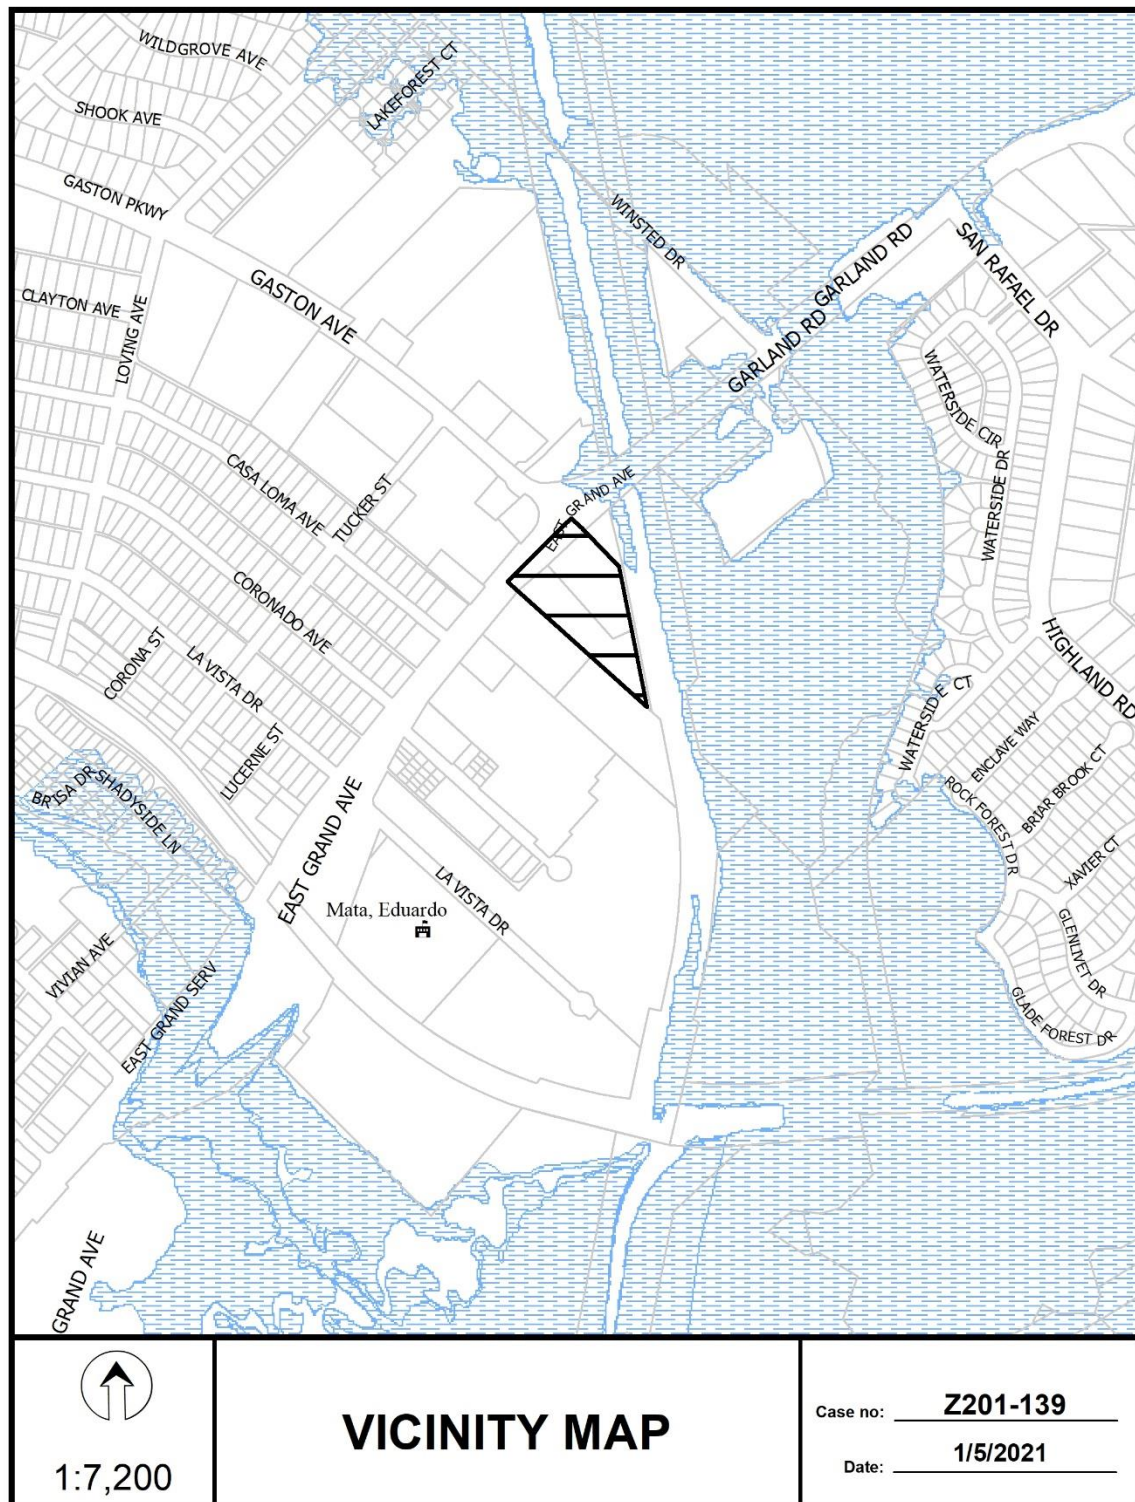 WILDGROVE AVE
LAKEFOREST CT
SHOOK AVE
GASTON PKWY
WINSTED DR
GARLAND RD
SAN RAFAEL DR
GASTON AVE
CLAYTON AVE
LOVING AVE
GARLAND RD
WATERSIDE CIR
CASA LOMA AVE
TUCKER ST
EAST GRAND AVE
WATERSIDE DR
CORONADO AVE
CORONA ST
LA VISTA DR
HIGHLAND RD
WATERSIDE CT
LUCERNE ST
ENCLAVE WAY
BRISA DR
SHADYSIDE LN
ROCK FOREST DR
BRIAR BROOK CT
EAST GRAND AVE
XAVIER CT
LA VISTA DR
Mata, Eduardo
VIVIAN AVE
GLENLIVET DR
EAST GRAND SERV
GLADE FOREST DR
GRAND AVE
1:7,200
VICINITY MAP
Case no: Z201-139
Date: 1/5/2021